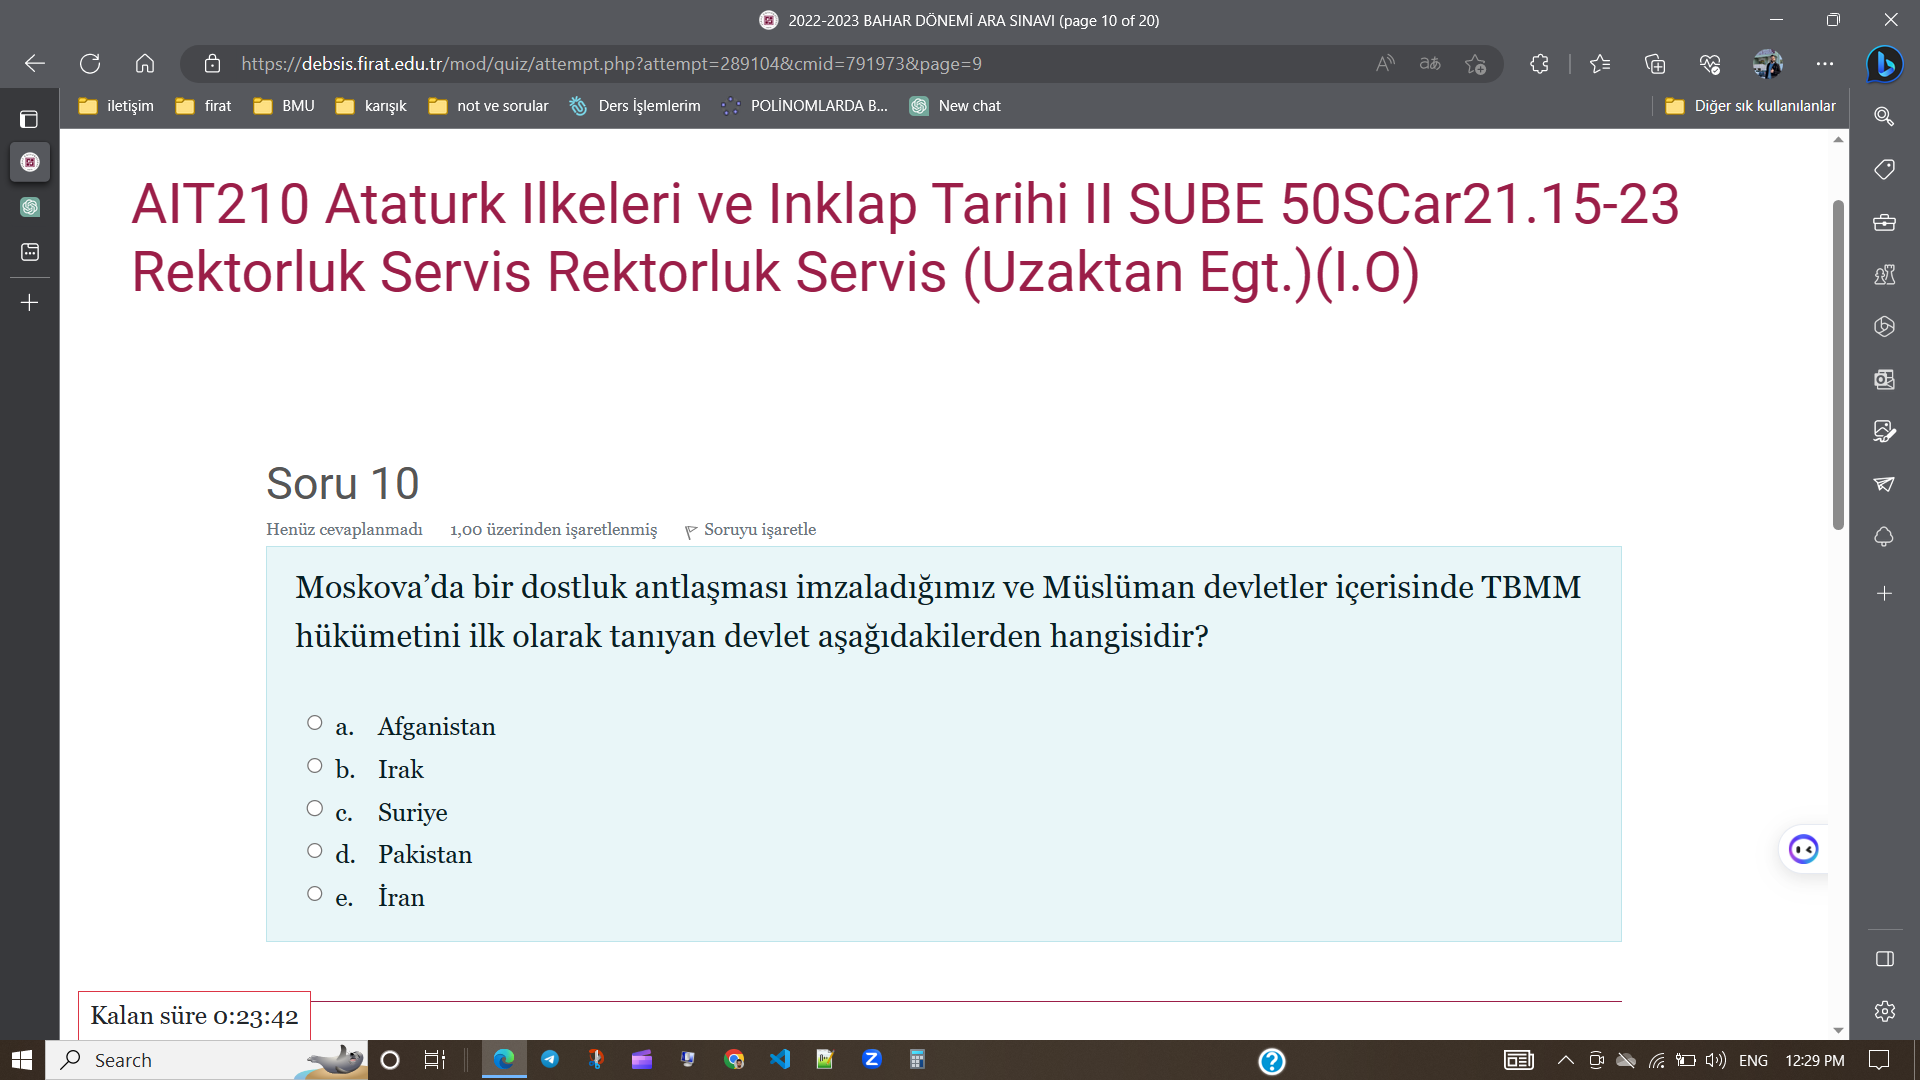 2022-2023 BAHAR DÖNEMİ ARA SINAVI (page 10 of 20)
https://debsis.firat.edu.tr/mod/quiz/attempt.php?attempt=289104&cmid=791973&page=9
iletişim firat BMU karışık not ve sorular Ders İşlemlerim POLİNOMLARDA B... New chat Diğer sık kullanılanlar
AIT210 Ataturk Ilkeleri ve Inklap Tarihi II SUBE 50SCar21.15-23
Rektorluk Servis Rektorluk Servis (Uzaktan Egt.)(I.O)
Soru 10
Henüz cevaplanmadı 1,00 üzerinden işaretlenmiş Soruyu işaretle
Moskova’da bir dostluk antlaşması imzaladığımız ve Müslüman devletler içerisinde TBMM
hükümetini ilk olarak tanıyan devlet aşağıdakilerden hangisidir?
a. Afganistan
b. Irak
c. Suriye
d. Pakistan
e. İran
Kalan süre 0:23:42
Search ENG 12:29 PM